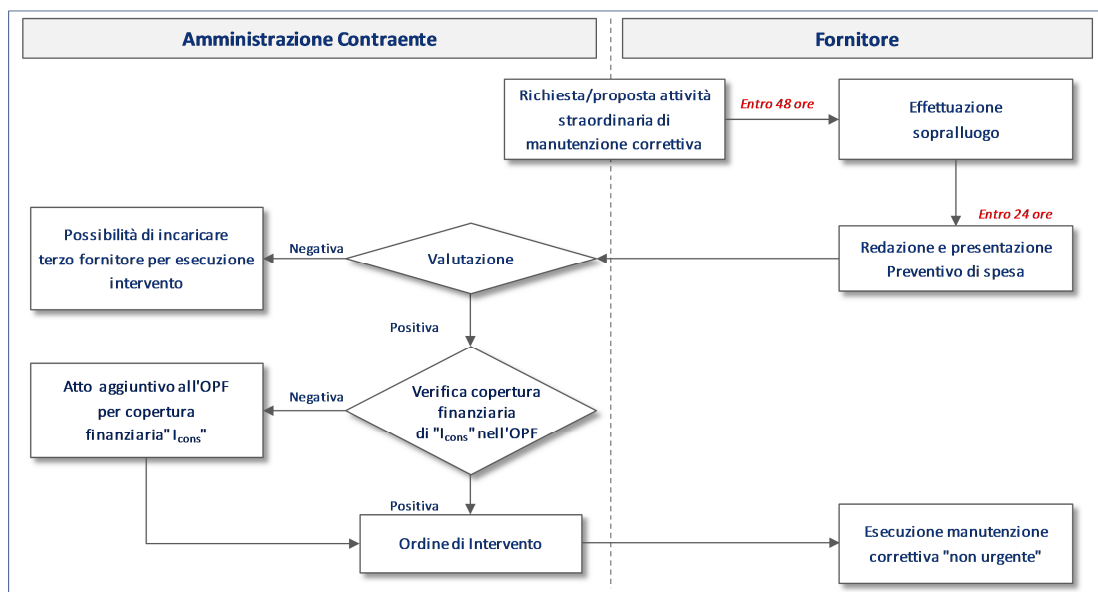 Amministrazione Contraente
Fornitore
Richiesta/proposta attività
straordinaria di
manutenzione correttiva
Entro 48 ore
Effettuazione
sopralluogo
Entro 24 ore
Redazione e presentazione
Preventivo di spesa
Valutazione
Negativa
Possibilità di incaricare
terzo fornitore per esecuzione
intervento
Positiva
Verifica copertura
finanziaria
di "Icons" nell'OPF
Negativa
Atto aggiuntivo all'OPF
per copertura
finanziaria" Icons"
Positiva
Ordine di Intervento
Esecuzione manutenzione
correttiva "non urgente"